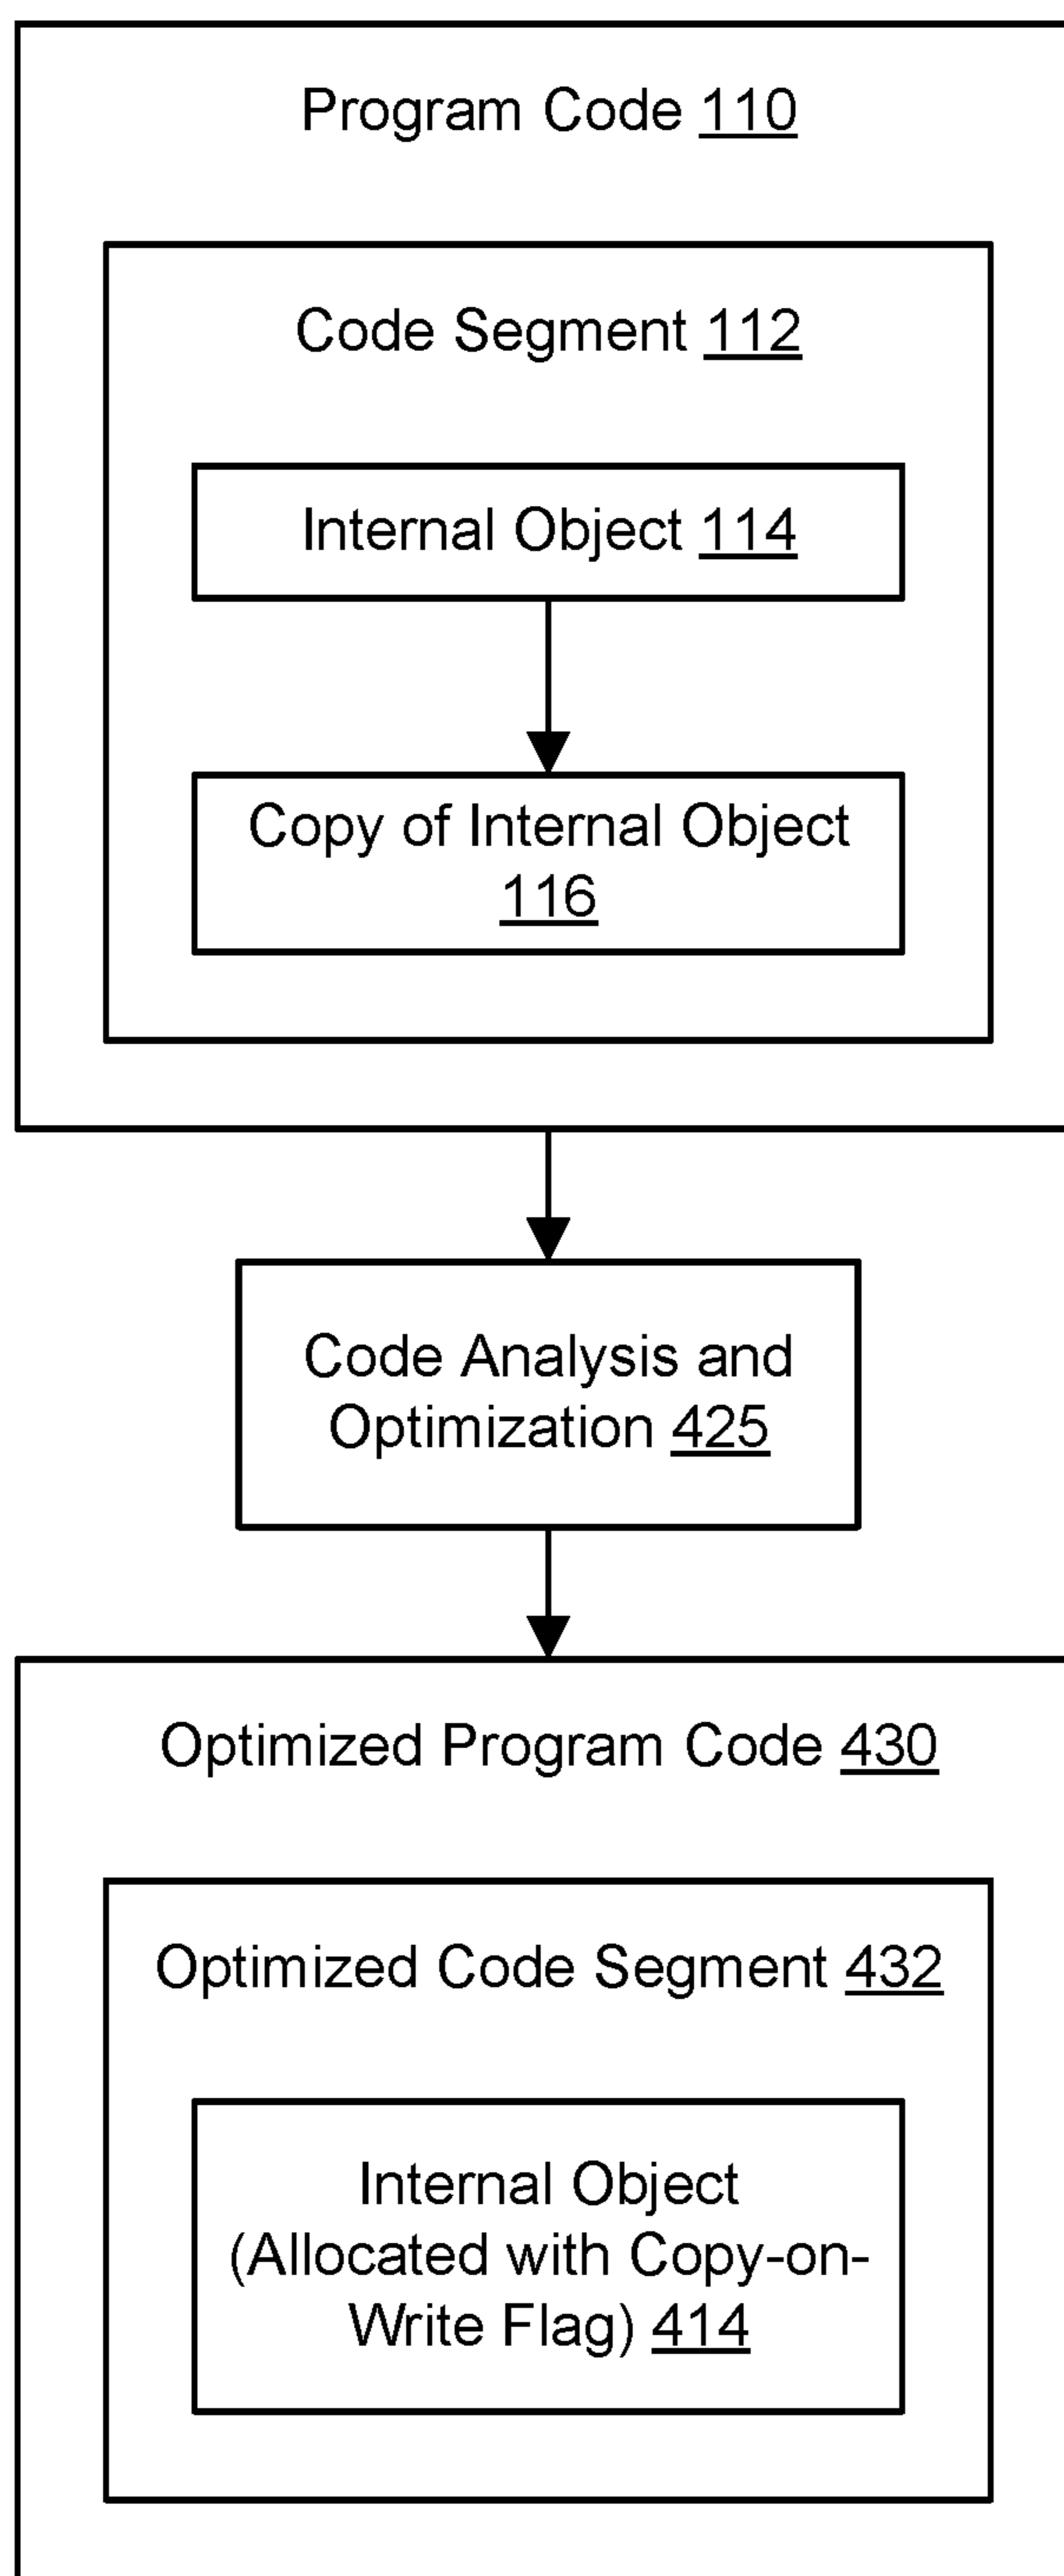 Program Code 110
Code Segment 112
Internal Object 114
Copy of Internal Object
116
Code Analysis and
Optimization 425
Optimized Program Code 430
Optimized Code Segment 432
Internal Object
(Allocated with Copy-on-
Write Flag) 414